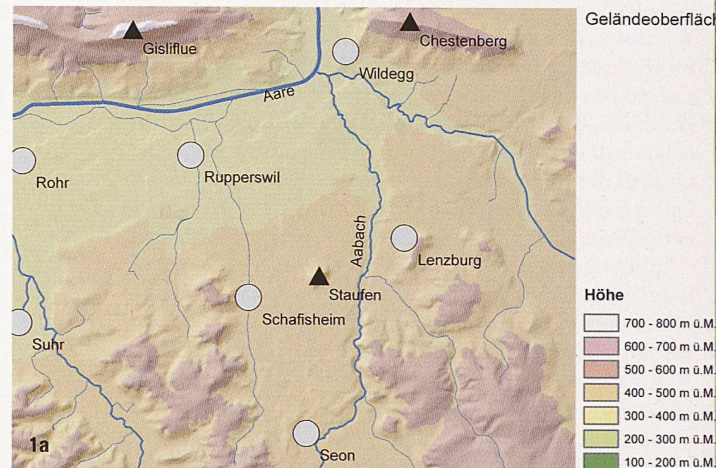 Geländeoberfläc
Gisliflue
Chestenberg
Wildegg
Aare
Rohr
Rupperswil
Aabach
Lenzburg
Staufen
Schafisheim
Suhr
Seon
1a
Höhe
700 - 800 m ü.M.
600 - 700 m ü.M.
500 - 600 m ü.M.
400 - 500 m ü.M.
300 - 400 m ü.M.
200 - 300 m ü.M.
100 - 200 m ü.M.